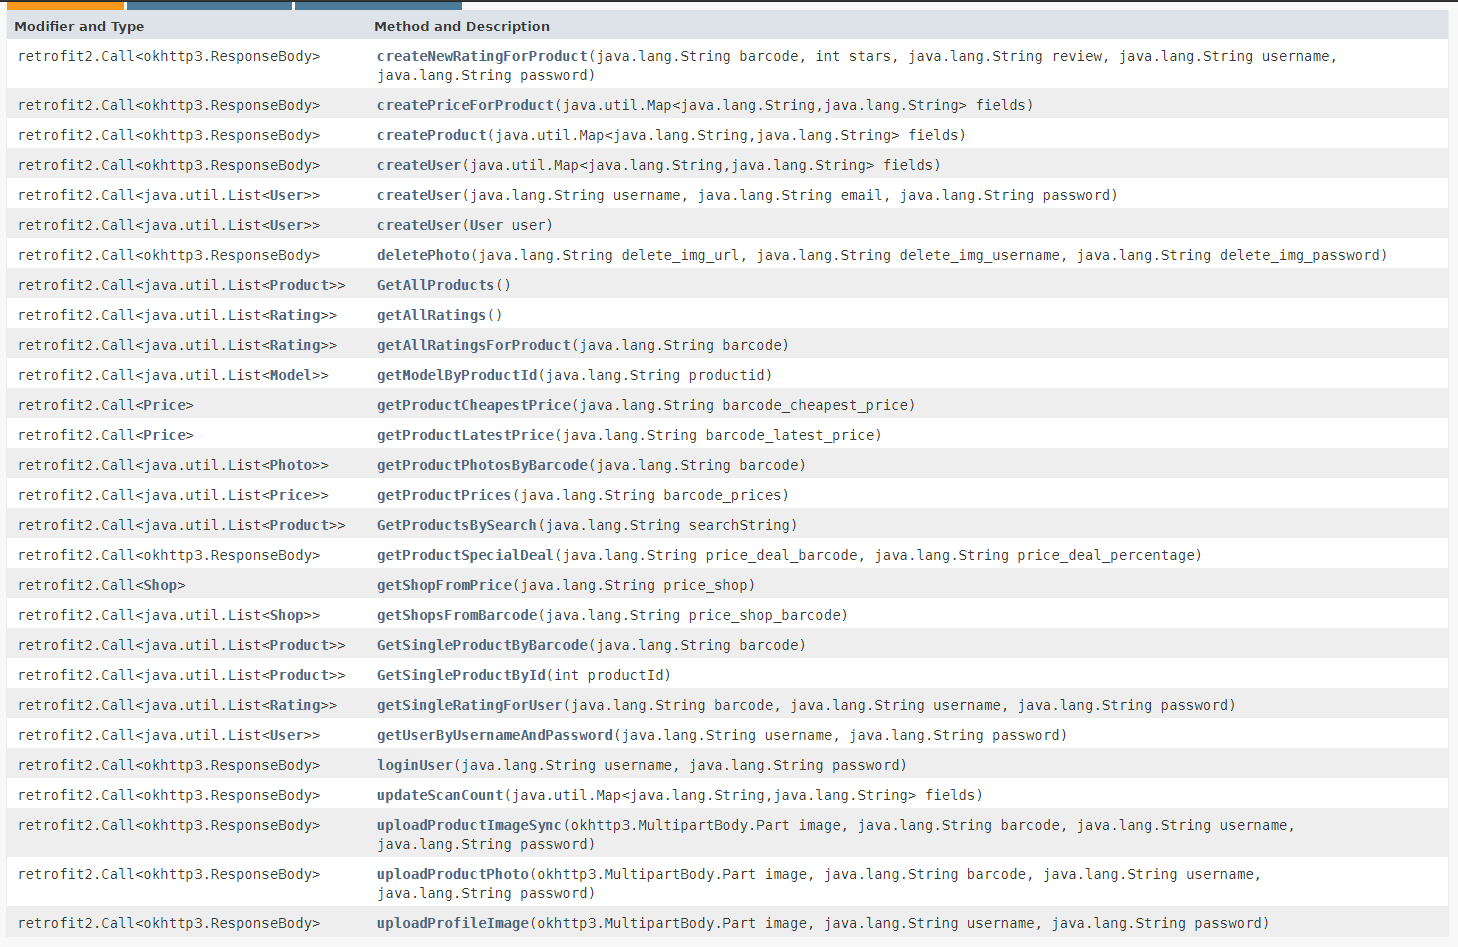 Modifier and Type Method and Description
retrofit2.Call<okhttp3.ResponseBody> createNewRatingForProduct(java.lang.String barcode, int stars, java.lang.String review, java.lang.String username,
java.lang.String password)
retrofit2.Call<okhttp3.ResponseBody> createPriceForProduct(java.util.Map<java.lang.String,java.lang.String> fields)
retrofit2.Call<okhttp3.ResponseBody> createProduct(java.util.Map<java.lang.String,java.lang.String> fields)
retrofit2.Call<okhttp3.ResponseBody> createUser(java.util.Map<java.lang.String,java.lang.String> fields)
retrofit2.Call<java.util.List<User>> createUser(java.lang.String username, java.lang.String email, java.lang.String password)
retrofit2.Call<java.util.List<User>> createUser(User user)
retrofit2.Call<okhttp3.ResponseBody> deletePhoto(java.lang.String delete_img_url, java.lang.String delete_img_username, java.lang.String delete_img_password)
retrofit2.Call<java.util.List<Product>> GetAllProducts()
retrofit2.Call<java.util.List<Rating>> getAllRatings()
retrofit2.Call<java.util.List<Rating>> getAllRatingsForProduct(java.lang.String barcode)
retrofit2.Call<java.util.List<Model>> getModelByProductId(java.lang.String productid)
retrofit2.Call<Price> getProductCheapestPrice(java.lang.String barcode_cheapest_price)
retrofit2.Call<Price> getProductLatestPrice(java.lang.String barcode_latest_price)
retrofit2.Call<java.util.List<Photo>> getProductPhotosByBarcode(java.lang.String barcode)
retrofit2.Call<java.util.List<Price>> getProductPrices(java.lang.String barcode_prices)
retrofit2.Call<java.util.List<Product>> GetProductsBySearch(java.lang.String searchString)
retrofit2.Call<okhttp3.ResponseBody> getProductSpecialDeal(java.lang.String price_deal_barcode, java.lang.String price_deal_percentage)
retrofit2.Call<Shop> getShopFromPrice(java.lang.String price_shop)
retrofit2.Call<java.util.List<Shop>> getShopsFromBarcode(java.lang.String price_shop_barcode)
retrofit2.Call<java.util.List<Product>> GetSingleProductByBarcode(java.lang.String barcode)
retrofit2.Call<java.util.List<Product>> GetSingleProductById(int productId)
retrofit2.Call<java.util.List<Rating>> getSingleRatingForUser(java.lang.String barcode, java.lang.String username, java.lang.String password)
retrofit2.Call<java.util.List<User>> getUserByUsernameAndPassword(java.lang.String username, java.lang.String password)
retrofit2.Call<okhttp3.ResponseBody> loginUser(java.lang.String username, java.lang.String password)
retrofit2.Call<okhttp3.ResponseBody> updateScanCount(java.util.Map<java.lang.String,java.lang.String> fields)
retrofit2.Call<okhttp3.ResponseBody> uploadProductImageSync(okhttp3.MultipartBody.Part image, java.lang.String barcode, java.lang.String username,
java.lang.String password)
retrofit2.Call<okhttp3.ResponseBody> uploadProductPhoto(okhttp3.MultipartBody.Part image, java.lang.String barcode, java.lang.String username,
java.lang.String password)
retrofit2.Call<okhttp3.ResponseBody> uploadProfileImage(okhttp3.MultipartBody.Part image, java.lang.String username, java.lang.String password)